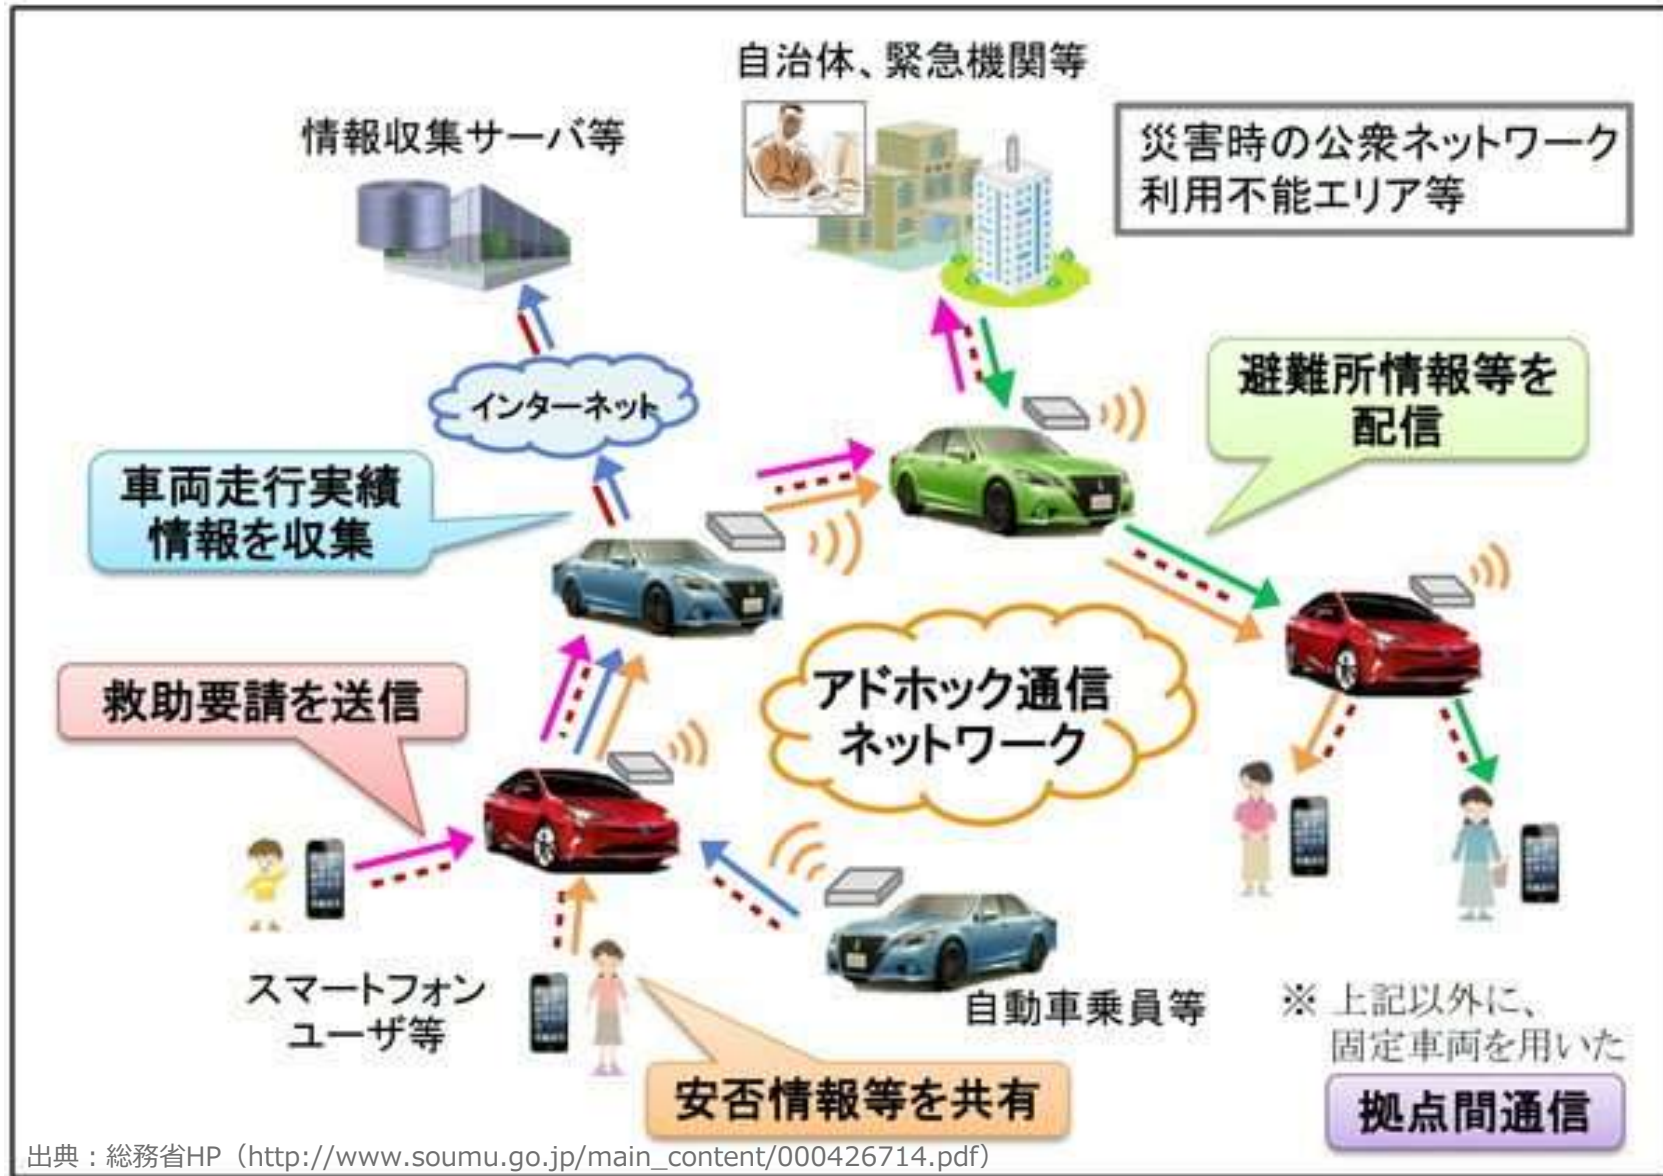 自治体、緊急機関等
情報収集サーバ等
災害時の公衆ネットワーク
利用不能エリア等
インターネット
避難所情報等を
配信
車両走行実績
情報を収集
救助要請を送信
アドホック通信
ネットワーク
スマートフォン
ユーザ等
自動車乗員等
安否情報等を共有
※ 上記以外に、
固定車両を用いた
拠点間通信
出典：総務省HP（http://www.soumu.go.jp/main_content/000426714.pdf）